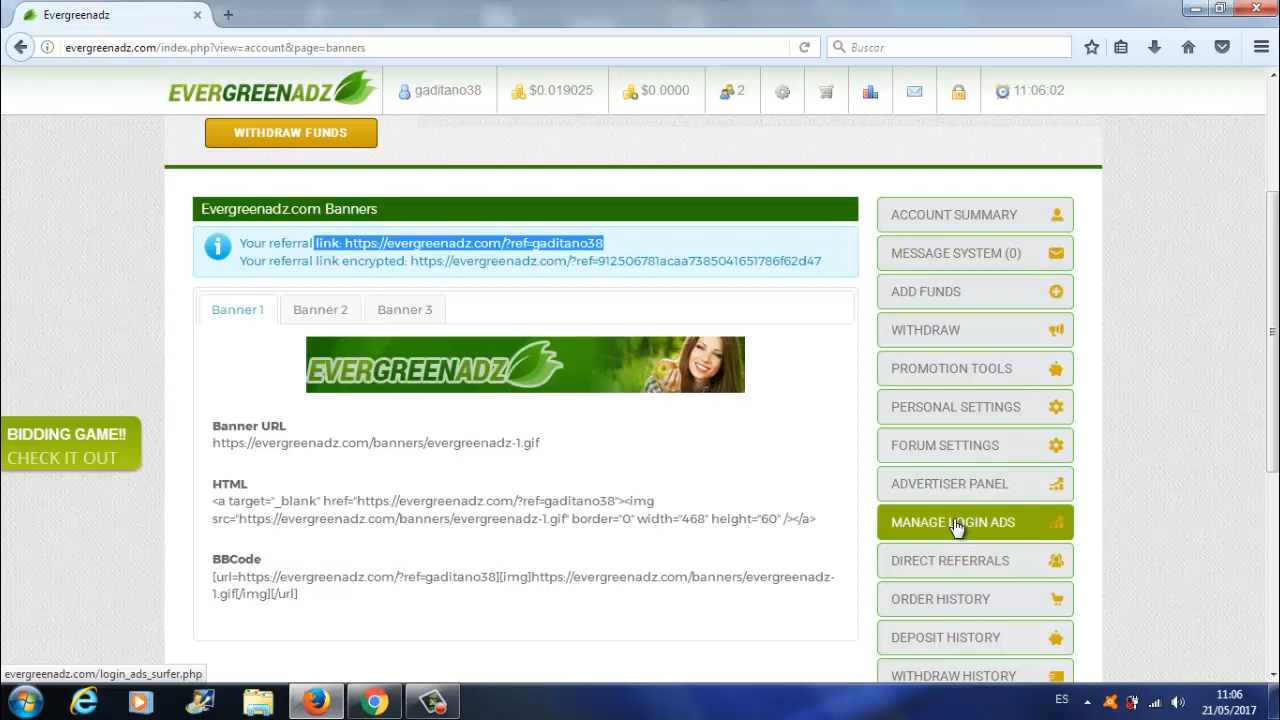 Evergreenadz
evergreenadz.com/index.php?view=account&page=banners
Buscar
EVERGREENADZ
gaditano38
$0.019025
$0.0000
2
11:06:02
WITHDRAW FUNDS
Evergreenadz.com Banners
Your referral link: https://evergreenadz.com/?ref=gaditano38
Your referral link encrypted: https://evergreenadz.com/?ref=912506781acaa7385041651786f62d47
Banner 1
Banner 2
Banner 3
EVERGREENADZ
Banner URL
https://evergreenadz.com/banners/evergreenadz-1.gif
HTML
<a target="_blank" href="https://evergreenadz.com/?ref=gaditano38"><img
src="https://evergreenadz.com/banners/evergreenadz-1.gif" border="0" width="468" height="60" /></a>
BBCode
[url=https://evergreenadz.com/?ref=gaditano38][img]https://evergreenadz.com/banners/evergreenadz-
1.gif[/img][/url]
ACCOUNT SUMMARY
MESSAGE SYSTEM (0)
ADD FUNDS
WITHDRAW
PROMOTION TOOLS
PERSONAL SETTINGS
FORUM SETTINGS
ADVERTISER PANEL
MANAGE LOGIN ADS
DIRECT REFERRALS
ORDER HISTORY
DEPOSIT HISTORY
WITHDRAW HISTORY
BIDDING GAME!!
CHECK IT OUT
evergreenadz.com/login_ads_surfer.php
ES
11:06
21/05/2017